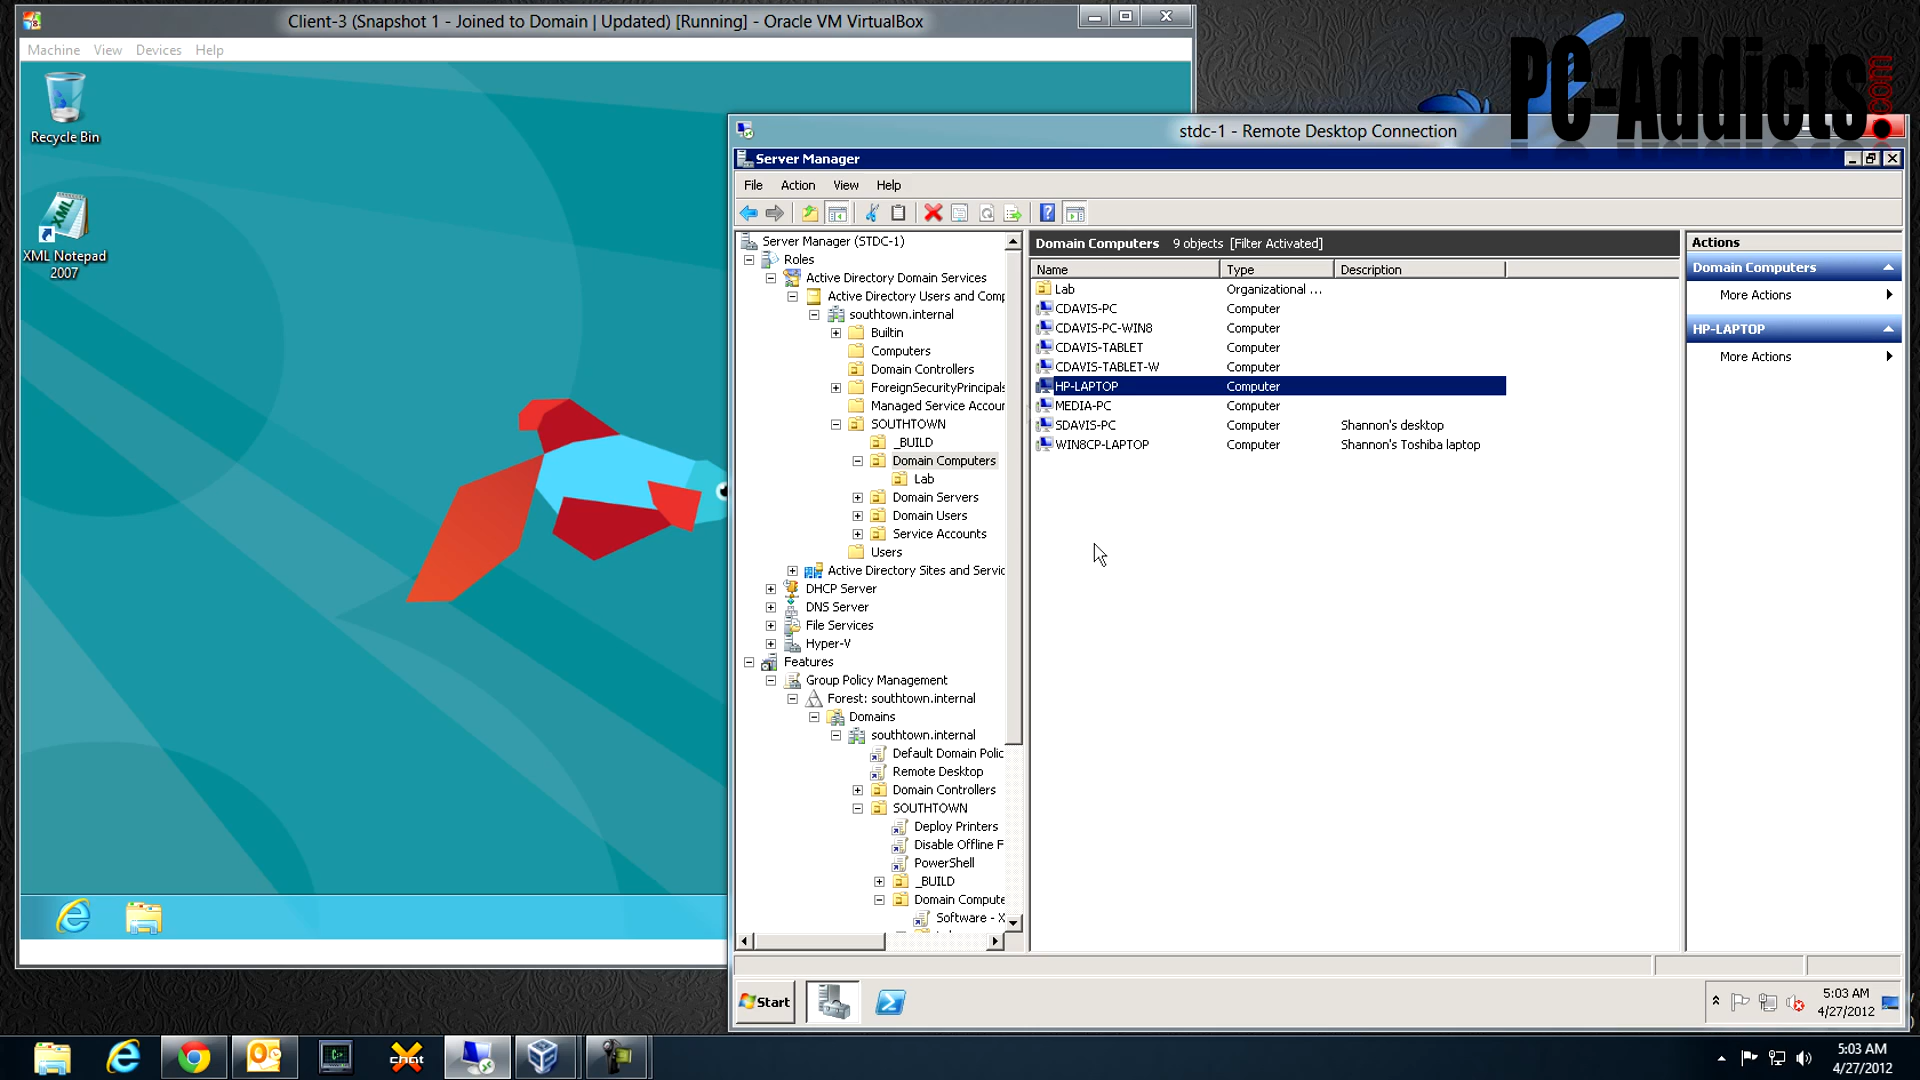 Client-3 (Snapshot 1 - Joined to Domain | Updated) [Running] - Oracle VM VirtualBox
Machine View Devices Help
Recycle Bin
XML Notepad
2007
PC-Addicts.com
stdc-1 - Remote Desktop Connection
Server Manager
File Action View Help
Server Manager (STDC-1)
Roles
Active Directory Domain Services
Active Directory Users and Comp
southtown.internal
Builtin
Computers
Domain Controllers
ForeignSecurityPrincipals
Managed Service Accour
SOUTHTOWN
_BUILD
Domain Computers
Lab
Domain Servers
Domain Users
Service Accounts
Users
Active Directory Sites and Servic
DHCP Server
DNS Server
File Services
Hyper-V
Features
Group Policy Management
Forest: southtown.internal
Domains
southtown.internal
Default Domain Polic
Remote Desktop
Domain Controllers
SOUTHTOWN
Deploy Printers
Disable Offline F
PowerShell
_BUILD
Domain Compute
Software - X
Domain Computers 9 objects [Filter Activated]
Name Type Description
Lab Organizational ...
CDAVIS-PC Computer
CDAVIS-PC-WIN8 Computer
CDAVIS-TABLET Computer
CDAVIS-TABLET-W Computer
HP-LAPTOP Computer
MEDIA-PC Computer
SDAVIS-PC Computer Shannon's desktop
WIN8CP-LAPTOP Computer Shannon's Toshiba laptop
Actions
Domain Computers
More Actions
HP-LAPTOP
More Actions
Start
5:03 AM
4/27/2012
chat
5:03 AM
4/27/2012